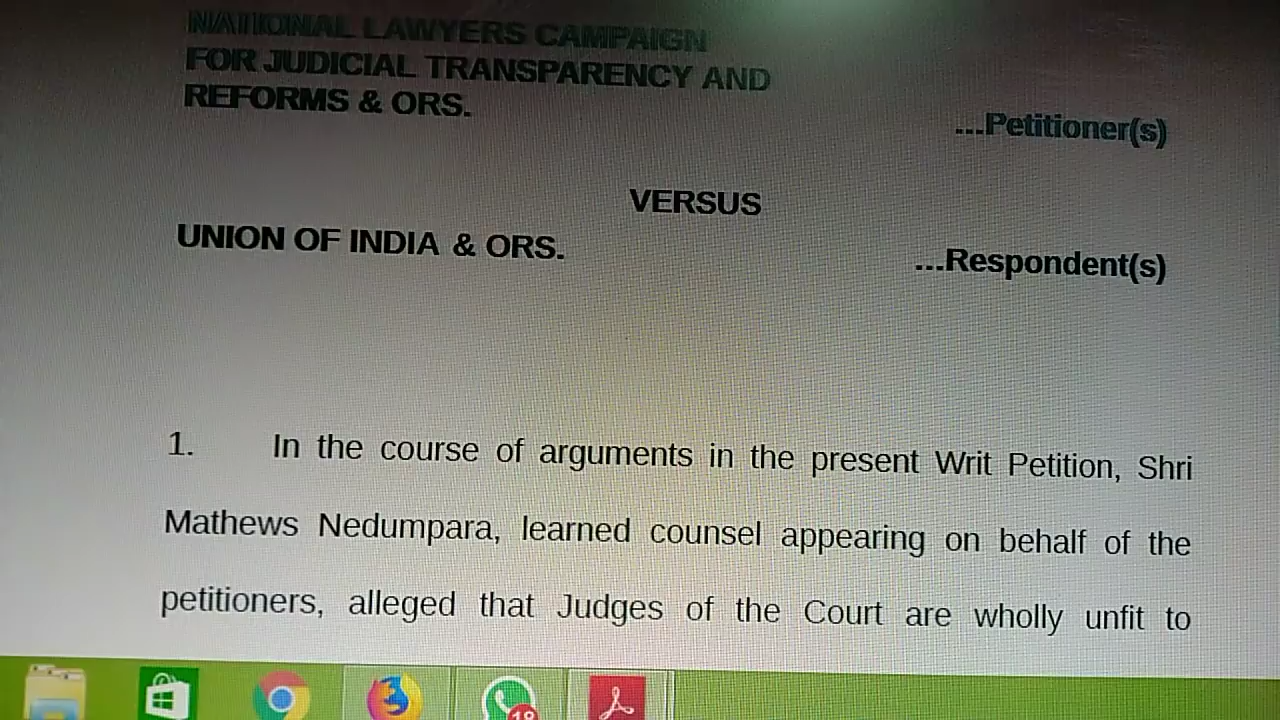 NATIONAL LAWYERS CAMPAIGN
FOR JUDICIAL TRANSPARENCY AND
REFORMS & ORS.
...Petitioner(s)
VERSUS
UNION OF INDIA & ORS.
...Respondent(s)
1. In the course of arguments in the present Writ Petition, Shri
Mathews Nedumpara, learned counsel appearing on behalf of the
petitioners, alleged that Judges of the Court are wholly unfit to
18